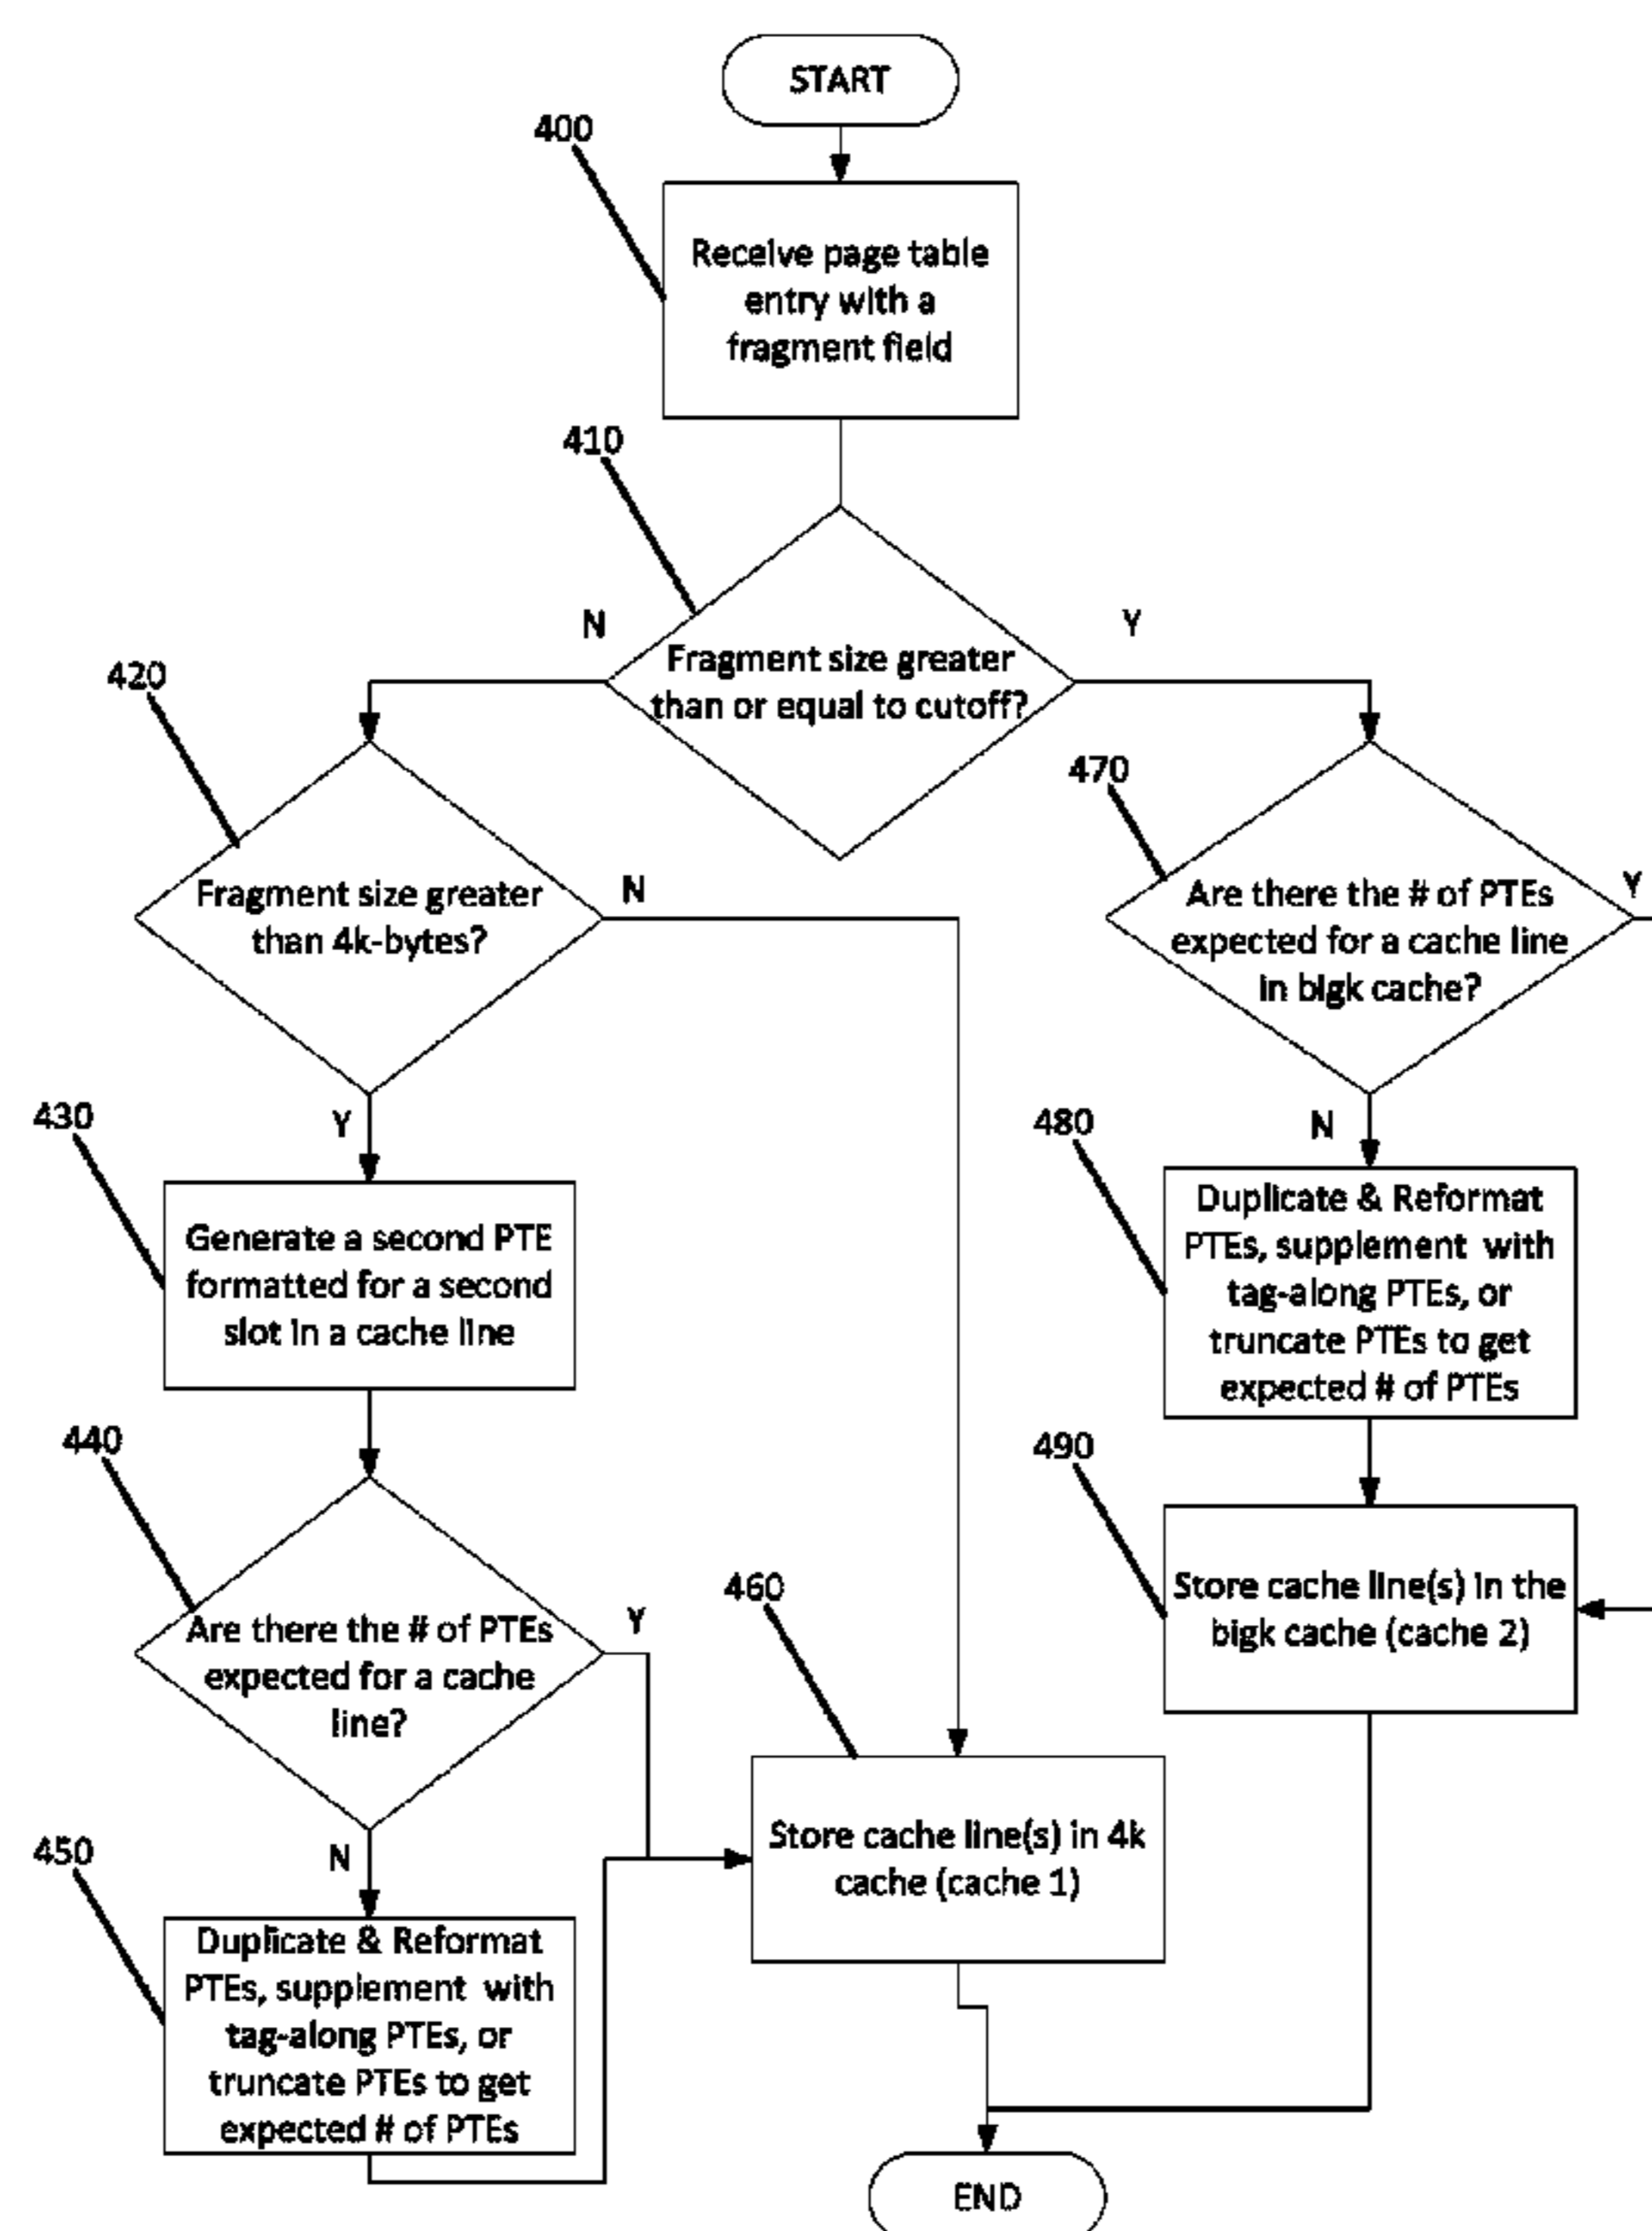 START
400
Receive page table
entry with a
fragment field
410
N
Y
Fragment size greater
than or equal to cutoff?
420
Fragment size greater
than 4k-bytes?
N
470
Are there the # of PTEs
expected for a cache line
in bigk cache?
Y
Y
N
430
Generate a second PTE
formatted for a second
slot in a cache line
480
Duplicate & Reformat
PTEs, supplement with
tag-along PTEs, or
truncate PTEs to get
expected # of PTEs
440
Are there the # of PTEs
expected for a cache
line?
Y
N
490
Store cache line(s) in the
bigk cache (cache 2)
460
Store cache line(s) in 4k
cache (cache 1)
450
Duplicate & Reformat
PTEs, supplement with
tag-along PTEs, or
truncate PTEs to get
expected # of PTEs
END